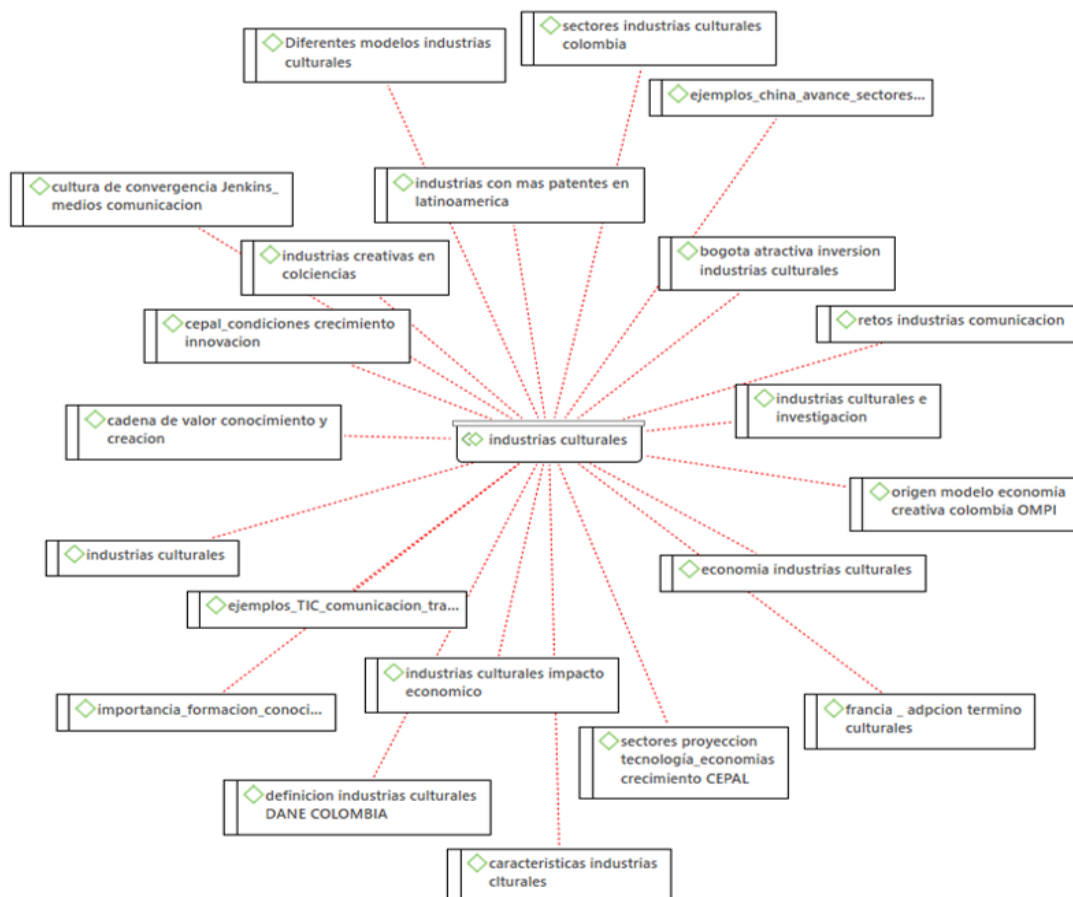 Diferentes modelos industrias
culturales
sectores industrias culturales
colombia
ejemplos_china_avance_sectores...
cultura de convergencia Jenkins_
medios comunicacion
industrias con mas patentes en
latinoamerica
industrias creativas en
colciencias
bogota atractiva inversion
industrias culturales
cepal_condiciones crecimiento
innovacion
retos industrias comunicacion
cadena de valor conocimiento y
creacion
industrias culturales e
investigacion
industrias culturales
origen modelo economia
creativa colombia OMPI
industrias culturales
economia industrias culturales
ejemplos_TIC_comunicacion_tra...
industrias culturales impacto
economico
importancia_formacion_conoci...
francia _ adpcion termino
culturales
sectores proyeccion
tecnología_economias
crecimiento CEPAL
definicion industrias culturales
DANE COLOMBIA
caracteristicas industrias
clturales